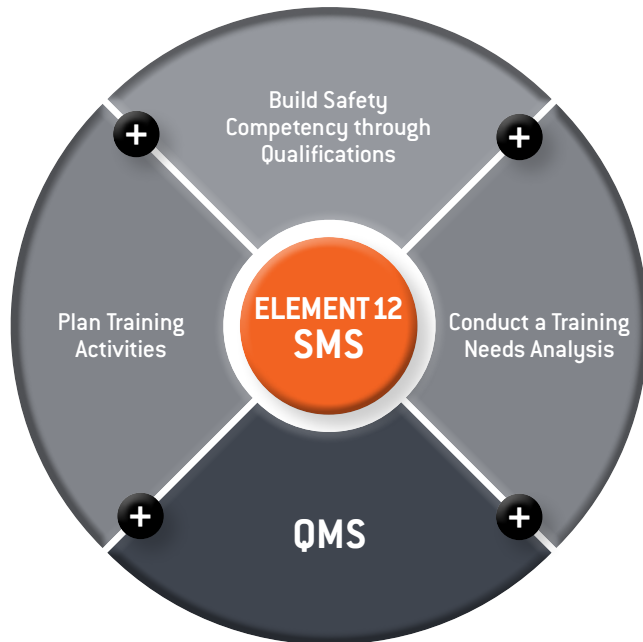 Build Safety
Competency through
Qualifications
+
+
ELEMENT 12
SMS
Plan Training
Activities
Conduct a Training
Needs Analysis
+
+
QMS